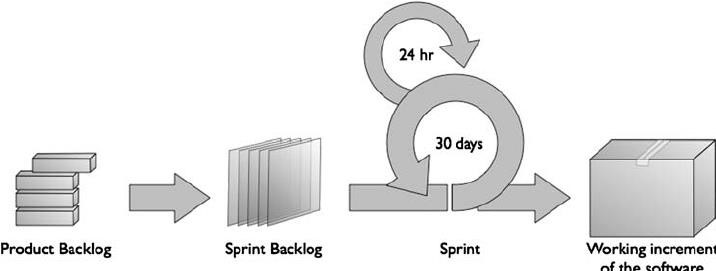 24 hr
30 days
Product Backlog
Sprint Backlog
Sprint
Working increment
of the software